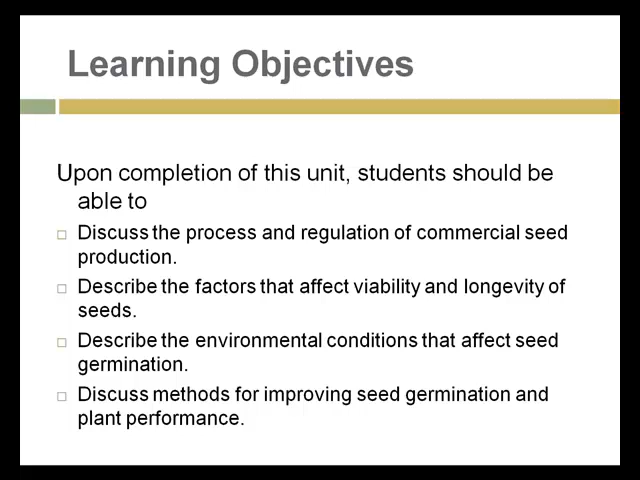 Learning Objectives
Upon completion of this unit, students should be
able to
Discuss the process and regulation of commercial seed
production.
Describe the factors that affect viability and longevity of
seeds.
Describe the environmental conditions that affect seed
germination.
Discuss methods for improving seed germination and
plant performance.